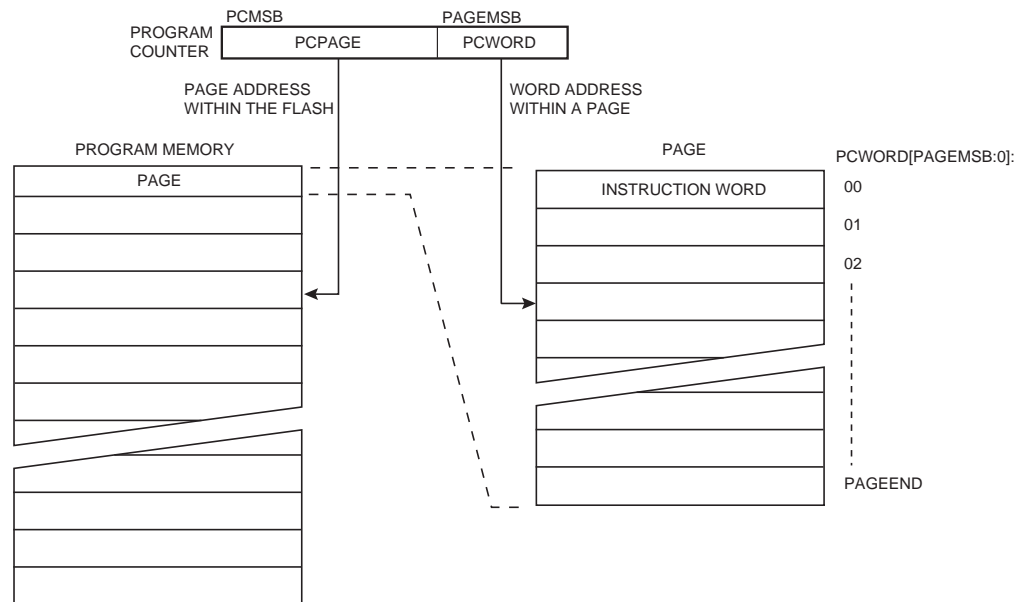 PCMSB PAGEMSB
PROGRAM
COUNTER
PCPAGE PCWORD
PAGE ADDRESS
WITHIN THE FLASH
WORD ADDRESS
WITHIN A PAGE
PROGRAM MEMORY
PAGE
PAGE
PCWORD[PAGEMSB:0]:
INSTRUCTION WORD
00
01
02
PAGEEND